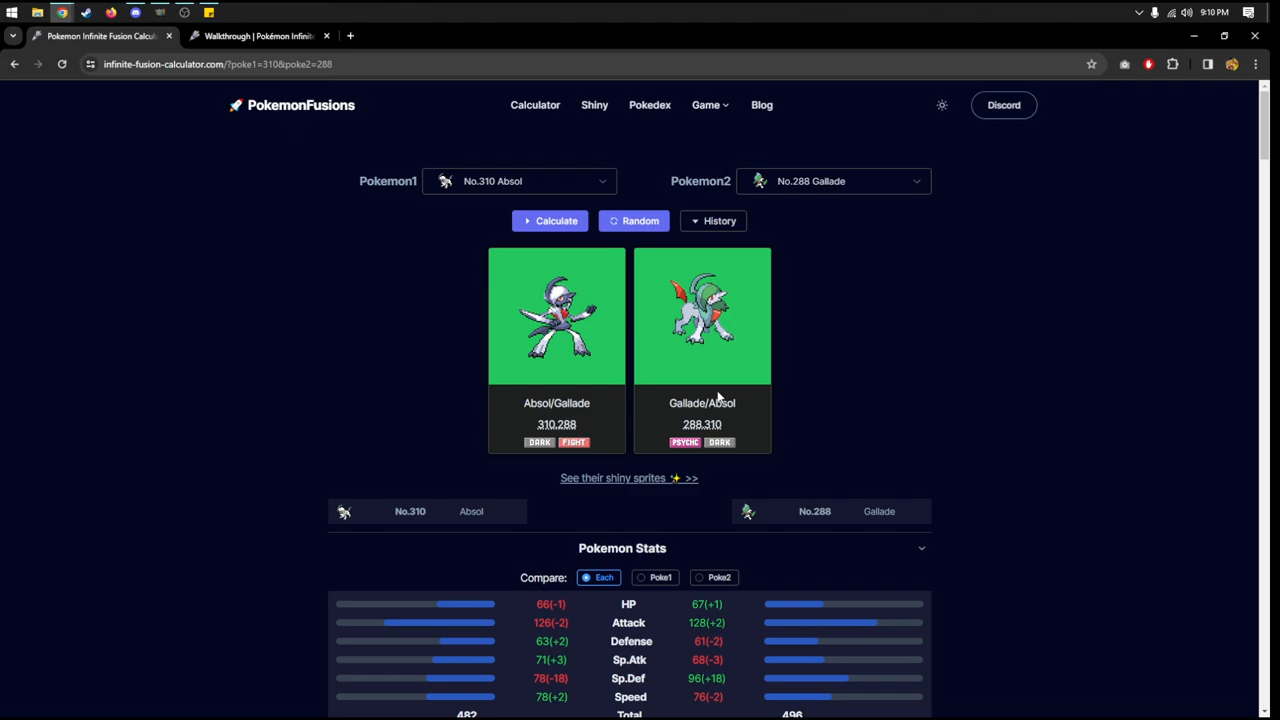 9:10 PM
Pokemon Infinite Fusion Calcul
Walkthrough | Pokémon Infinite
infinite-fusion-calculator.com/?poke1=310&poke2=288
PokemonFusions
Calculator
Shiny
Pokedex
Game
Blog
Discord
Pokemon1
No.310 Absol
Pokemon2
No.288 Gallade
Calculate
Random
History
Absol/Gallade
310.288
DARK FIGHT
Gallade/Absol
288.310
PSYCHC DARK
See their shiny sprites ✨ >>
No.310 Absol
No.288 Gallade
Pokemon Stats
Compare: Each Poke1 Poke2
66(-1) HP 67(+1)
126(-2) Attack 128(+2)
63(+2) Defense 61(-2)
71(+3) Sp.Atk 68(-3)
78(-18) Sp.Def 96(+18)
78(+2) Speed 76(-2)
482 Total 496